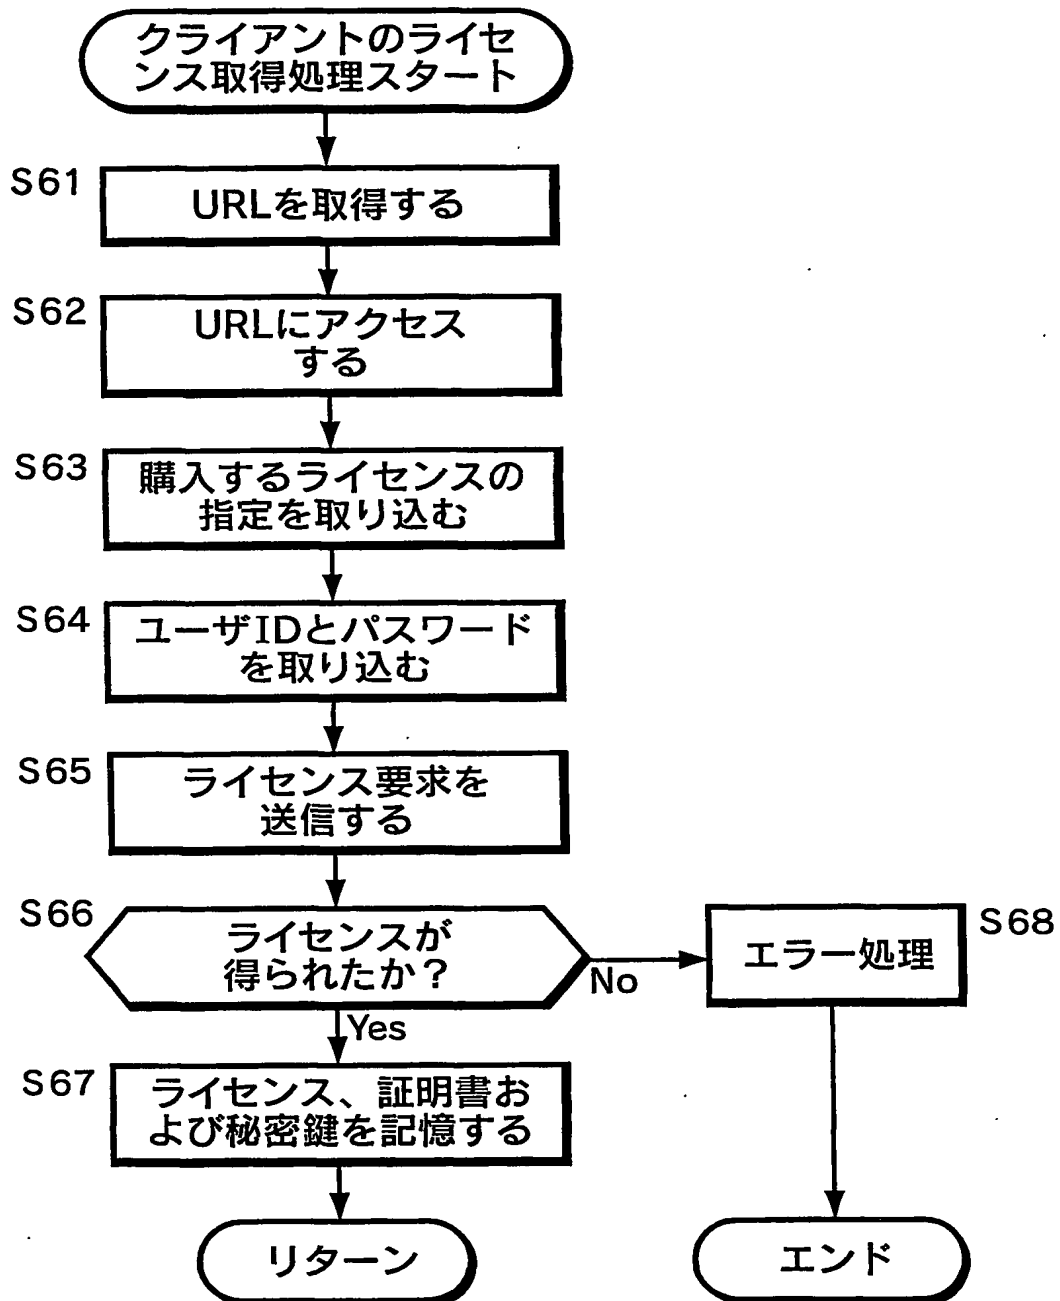 クライアントのライセ
ンス取得処理スタート
S61
URLを取得する
S62
URLにアクセス
する
S63
購入するライセンスの
指定を取り込む
S64
ユーザIDとパスワード
を取り込む
S65
ライセンス要求を
送信する
S66
ライセンスが
得られたか？
No
エラー処理
S68
Yes
S67
ライセンス、証明書お
よび秘密鍵を記憶する
リターン
エンド